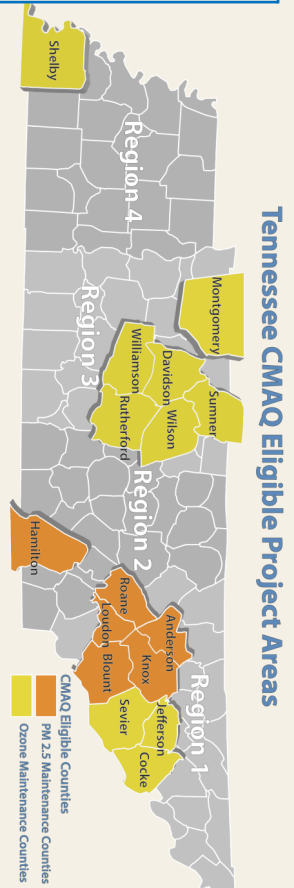 Tennessee CMAQ Eligible Project Areas
Shelby
Region 4
Region 3
Montgomery
Sumner
Davidson
Wilson
Williamson
Rutherford
Region 2
Hamilton
Region 1
Anderson
Roane
Knox
Loudon
Blount
Jefferson
Sevier
Cocke
CMAQ Eligible Counties
PM 2.5 Maintenance Counties
Ozone Maintenance Counties